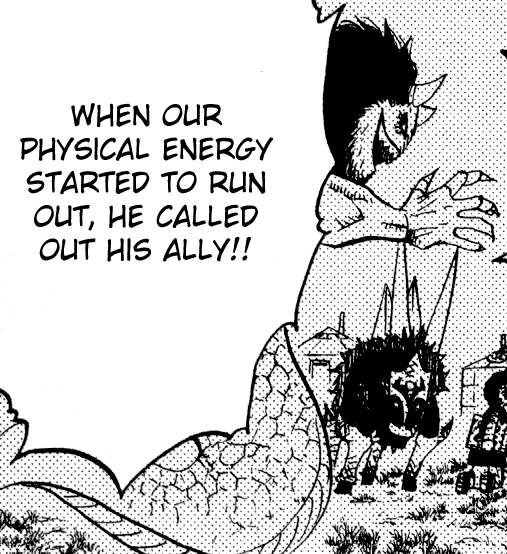 WHEN OUR
PHYSICAL ENERGY
STARTED TO RUN
OUT, HE CALLED
OUT HIS ALLY!!